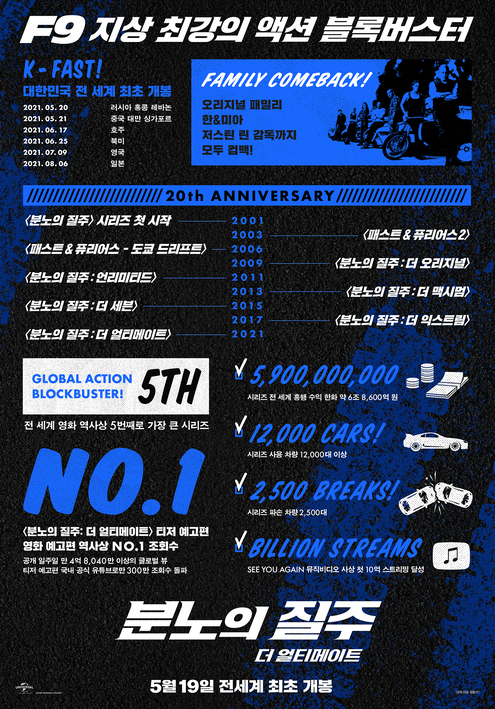 F9 지상 최강의 액션 블록버스터
K-FAST!
대한민국 전 세계 최초 개봉
2021. 05. 20 러시아 홍콩 레바논
2021. 05. 21 중국 대만 싱가포르
2021. 06. 17 호주
2021. 06. 25 북미
2021. 07. 09 영국
2021. 08. 06 일본
FAMILY COMEBACK!
오리지널 패밀리
한&미아
저스틴 린 감독까지
모두 컴백!
20th ANNIVERSARY
<분노의 질주> 시리즈 첫 시작 2001
2003 <패스트 & 퓨리어스2>
<패스트 & 퓨리어스 - 도쿄 드리프트> 2006
2009 <분노의 질주: 더 오리지널>
<분노의 질주: 언리미티드> 2011
2013 <분노의 질주: 더 맥시멈>
<분노의 질주: 더 세븐> 2015
2017 <분노의 질주: 더 익스트림>
<분노의 질주: 더 얼티메이트> 2021
GLOBAL ACTION
BLOCKBUSTER!
5TH
전 세계 영화 역사상 5번째로 가장 큰 시리즈
NO.1
<분노의 질주: 더 얼티메이트> 티저 예고편
영화 예고편 역사상 NO.1 조회수
공개 일주일 만 4억 8,040만 이상의 글로벌 뷰
티저 예고편 국내 공식 유튜브로만 300만 조회수 돌파
5,900,000,000
시리즈 전 세계 흥행 수익 한화 약 6조 8,600억 원
12,000 CARS!
시리즈 사용 차량 12,000대 이상
2,500 BREAKS!
시리즈 파손 차량 2,500대
BILLION STREAMS
SEE YOU AGAIN 뮤직비디오 사상 첫 10억 스트리밍 달성
분노의 질주
더 얼티메이트
5월 19일 전세계 최초 개봉